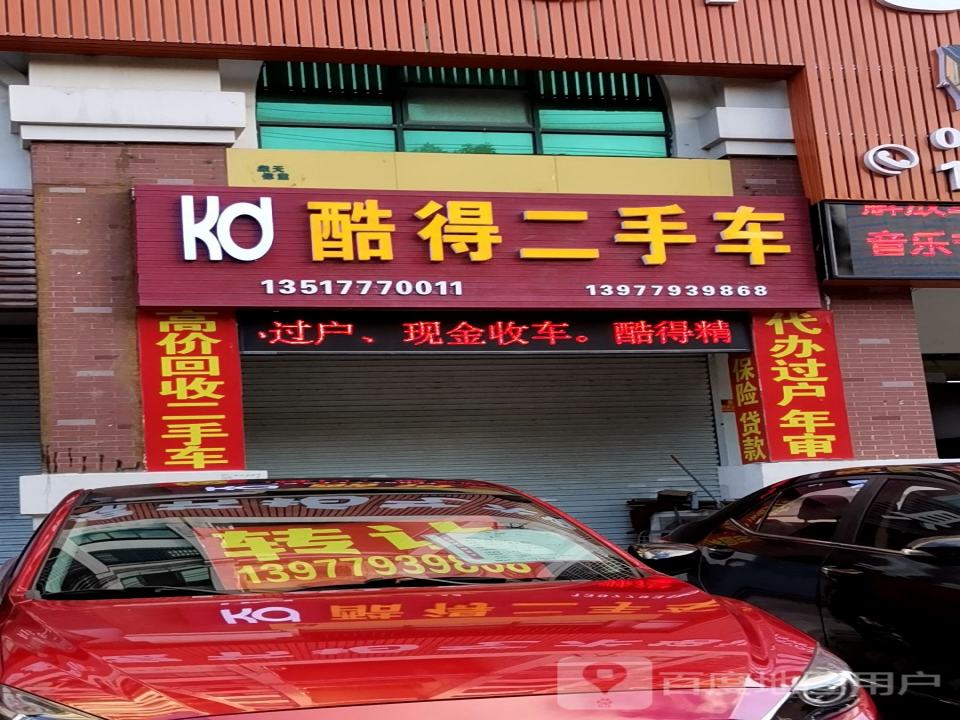 Kd 酷得二手车
13517770011 13977939868
过户、现金收车。酷得精
高价回收二手车
保险 贷款
代办过户年审
音乐
转让
13977939868
百度地图用户